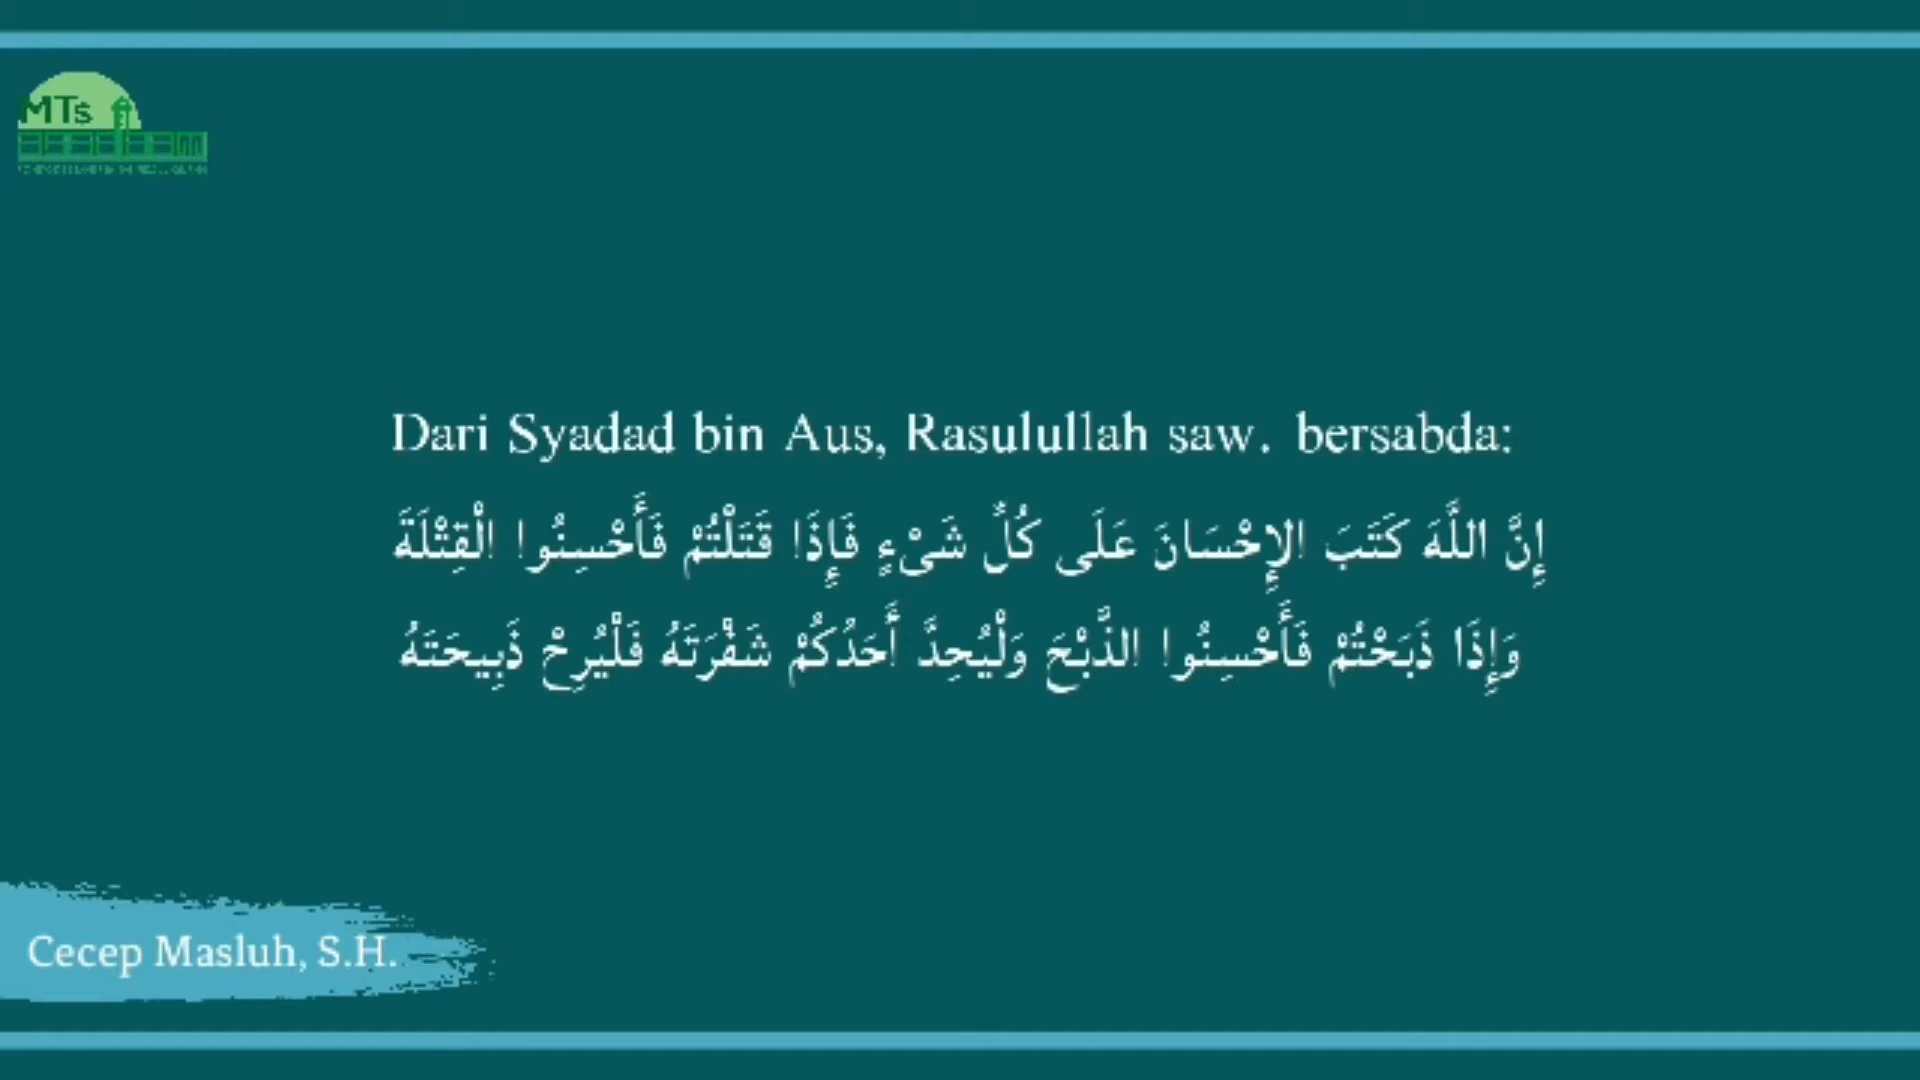 MTs
Dari Syadad bin Aus, Rasulullah saw. bersabda:
إِنَّ اللَّهَ كَتَبَ الإِحْسَانَ عَلَى كُلِّ شَىْءٍ فَإِذَا قَتَلْتُمْ فَأَحْسِنُوا الْقِتْلَةَ
وَإِذَا ذَبَحْتُمْ فَأَحْسِنُوا الذَّبْحَ وَلْيُحِدَّ أَحَدُكُمْ شَفْرَتَهُ فَلْيُرِحْ ذَبِيحَتَهُ
Cecep Masluh, S.H.